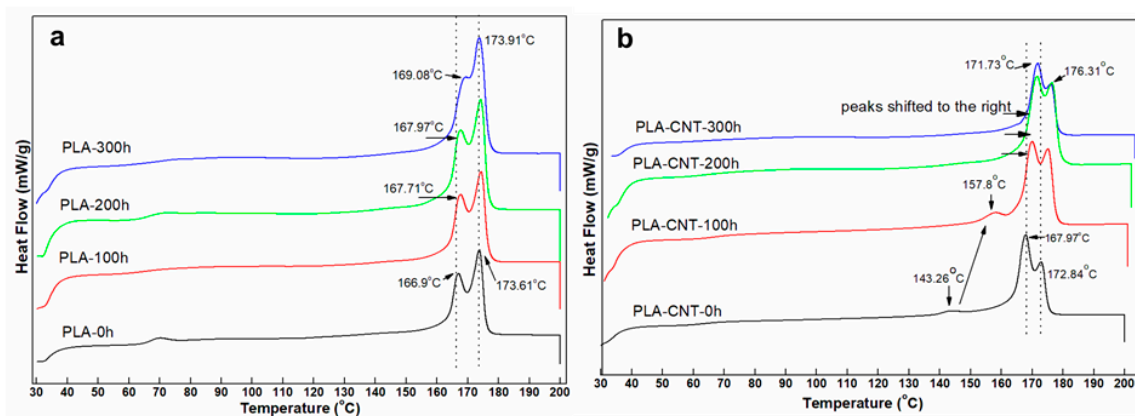 a
173.91°C
169.08°C
167.97°C
PLA-300h
167.71°C
PLA-200h
PLA-100h
166.9°C
173.61°C
PLA-0h
Heat Flow (mW/g)
30 40 50 60 70 80 90 100 110 120 130 140 150 160 170 180 190 200
Temperature (°C)
b
171.73°C
176.31°C
peaks shifted to the right
PLA-CNT-300h
PLA-CNT-200h
157.8°C
PLA-CNT-100h
167.97°C
143.26°C
172.84°C
PLA-CNT-0h
Heat Flow (mW/g)
30 40 50 60 70 80 90 100 110 120 130 140 150 160 170 180 190 200
Temperature (°C)